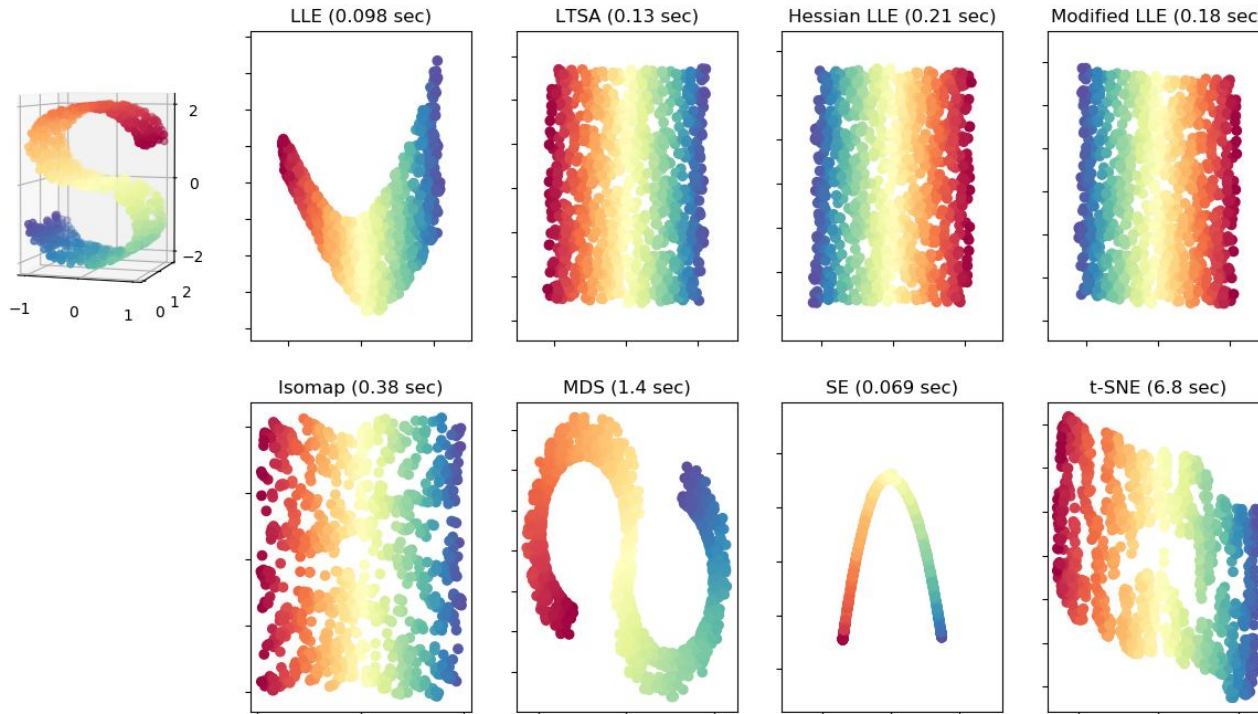 LLE (0.098 sec)
LTSA (0.13 sec)
Hessian LLE (0.21 sec)
Modified LLE (0.18 sec
2
0
−2
−1
0
1
0
1
2
Isomap (0.38 sec)
MDS (1.4 sec)
SE (0.069 sec)
t-SNE (6.8 sec)